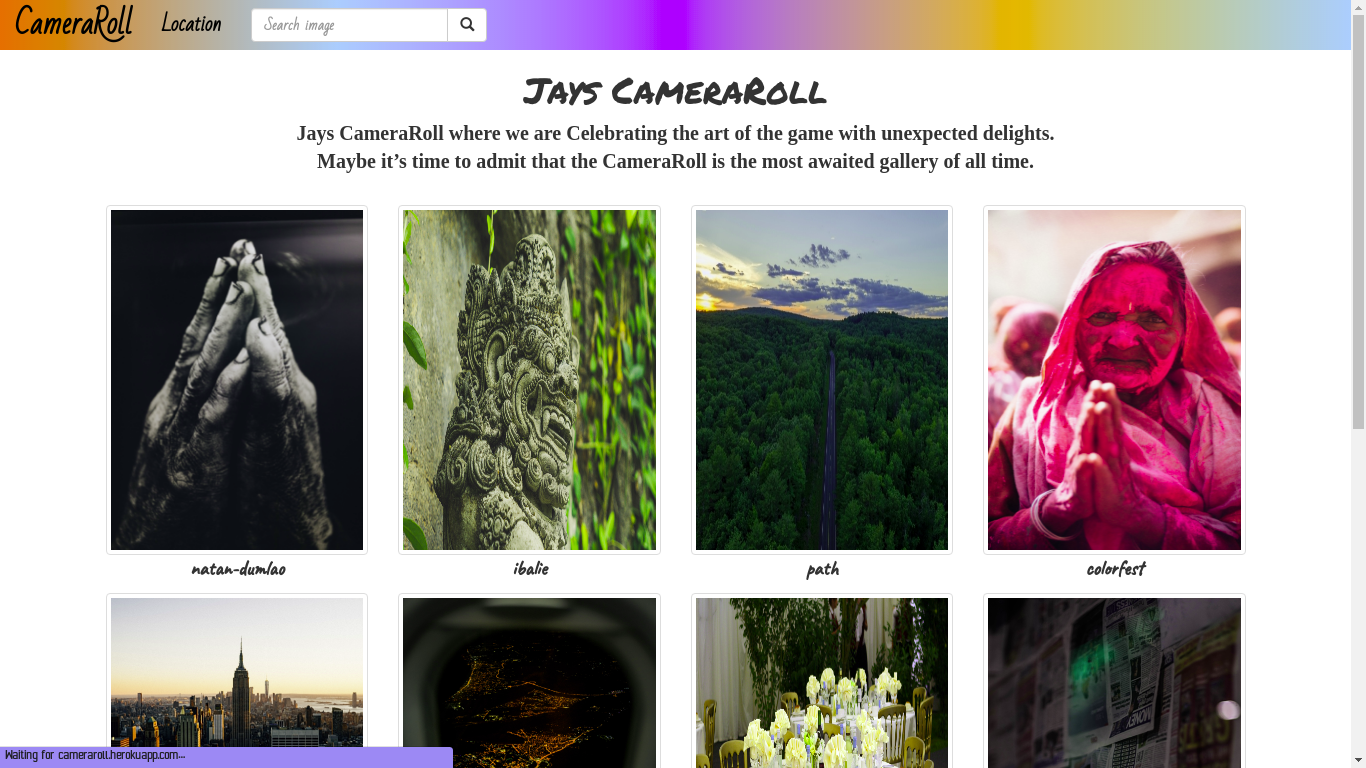 CameraRoll Location Search image
Jays CameraRoll
Jays CameraRoll where we are Celebrating the art of the game with unexpected delights.
Maybe it’s time to admit that the CameraRoll is the most awaited gallery of all time.
natan-dumlao ibalie path colorfest
MONEY
Waiting for cameraroll.herokuapp.com...